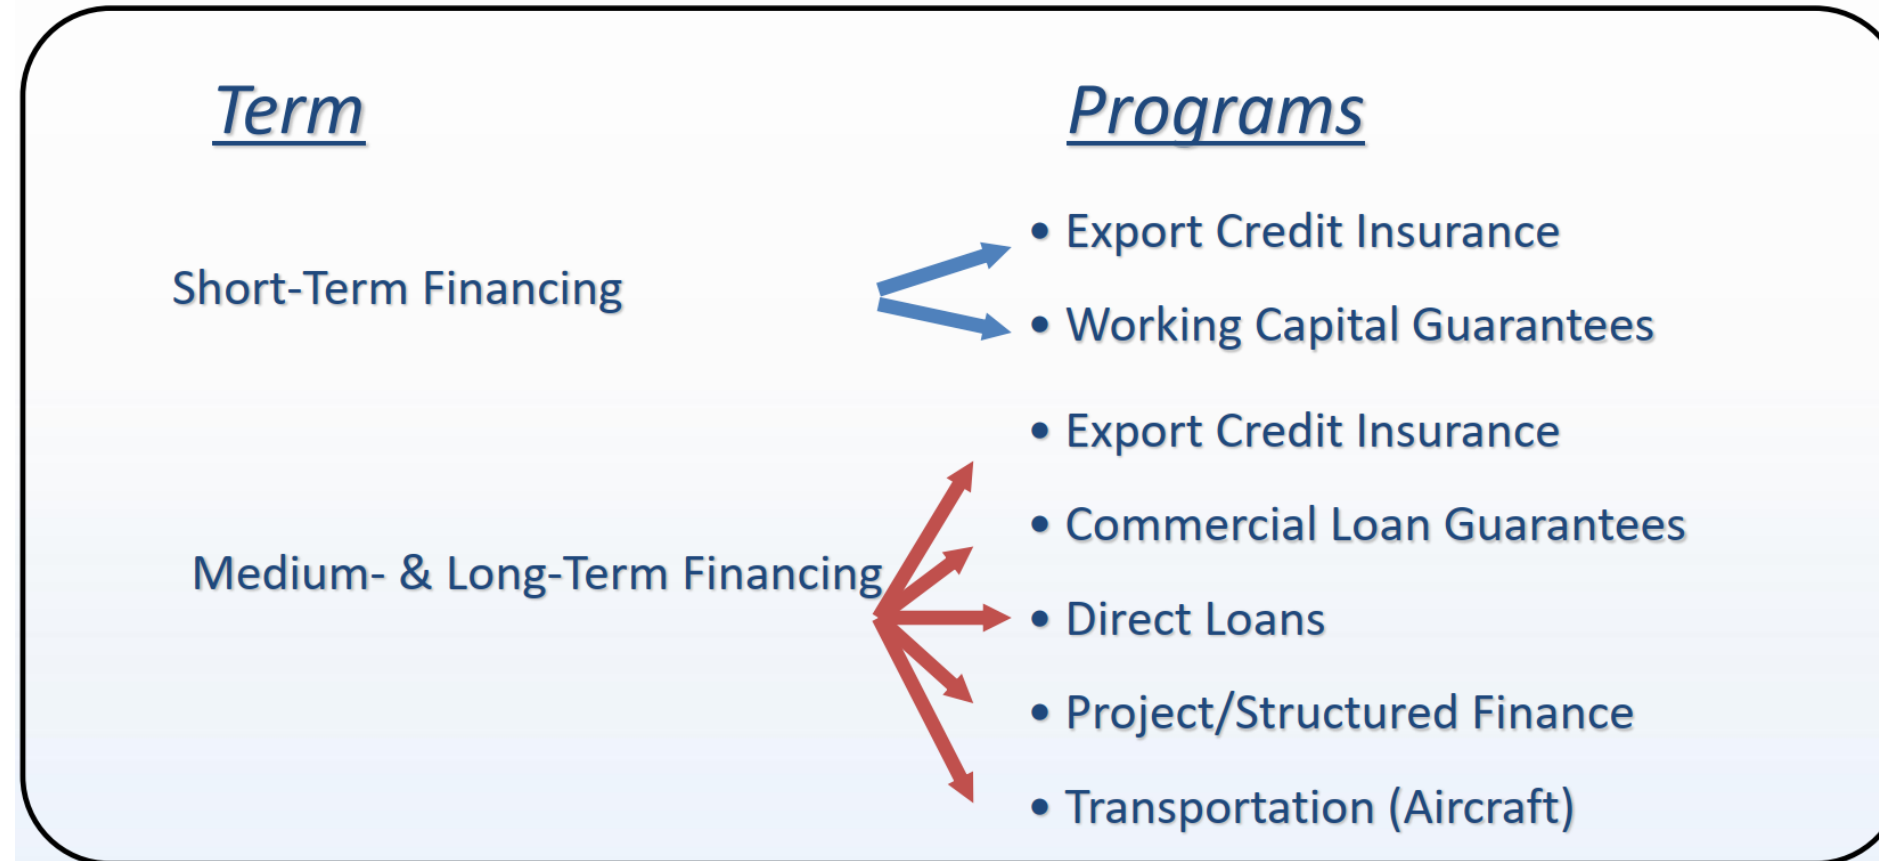 Term
Programs
Short-Term Financing
• Export Credit Insurance
• Working Capital Guarantees
Medium- & Long-Term Financing
• Export Credit Insurance
• Commercial Loan Guarantees
• Direct Loans
• Project/Structured Finance
• Transportation (Aircraft)